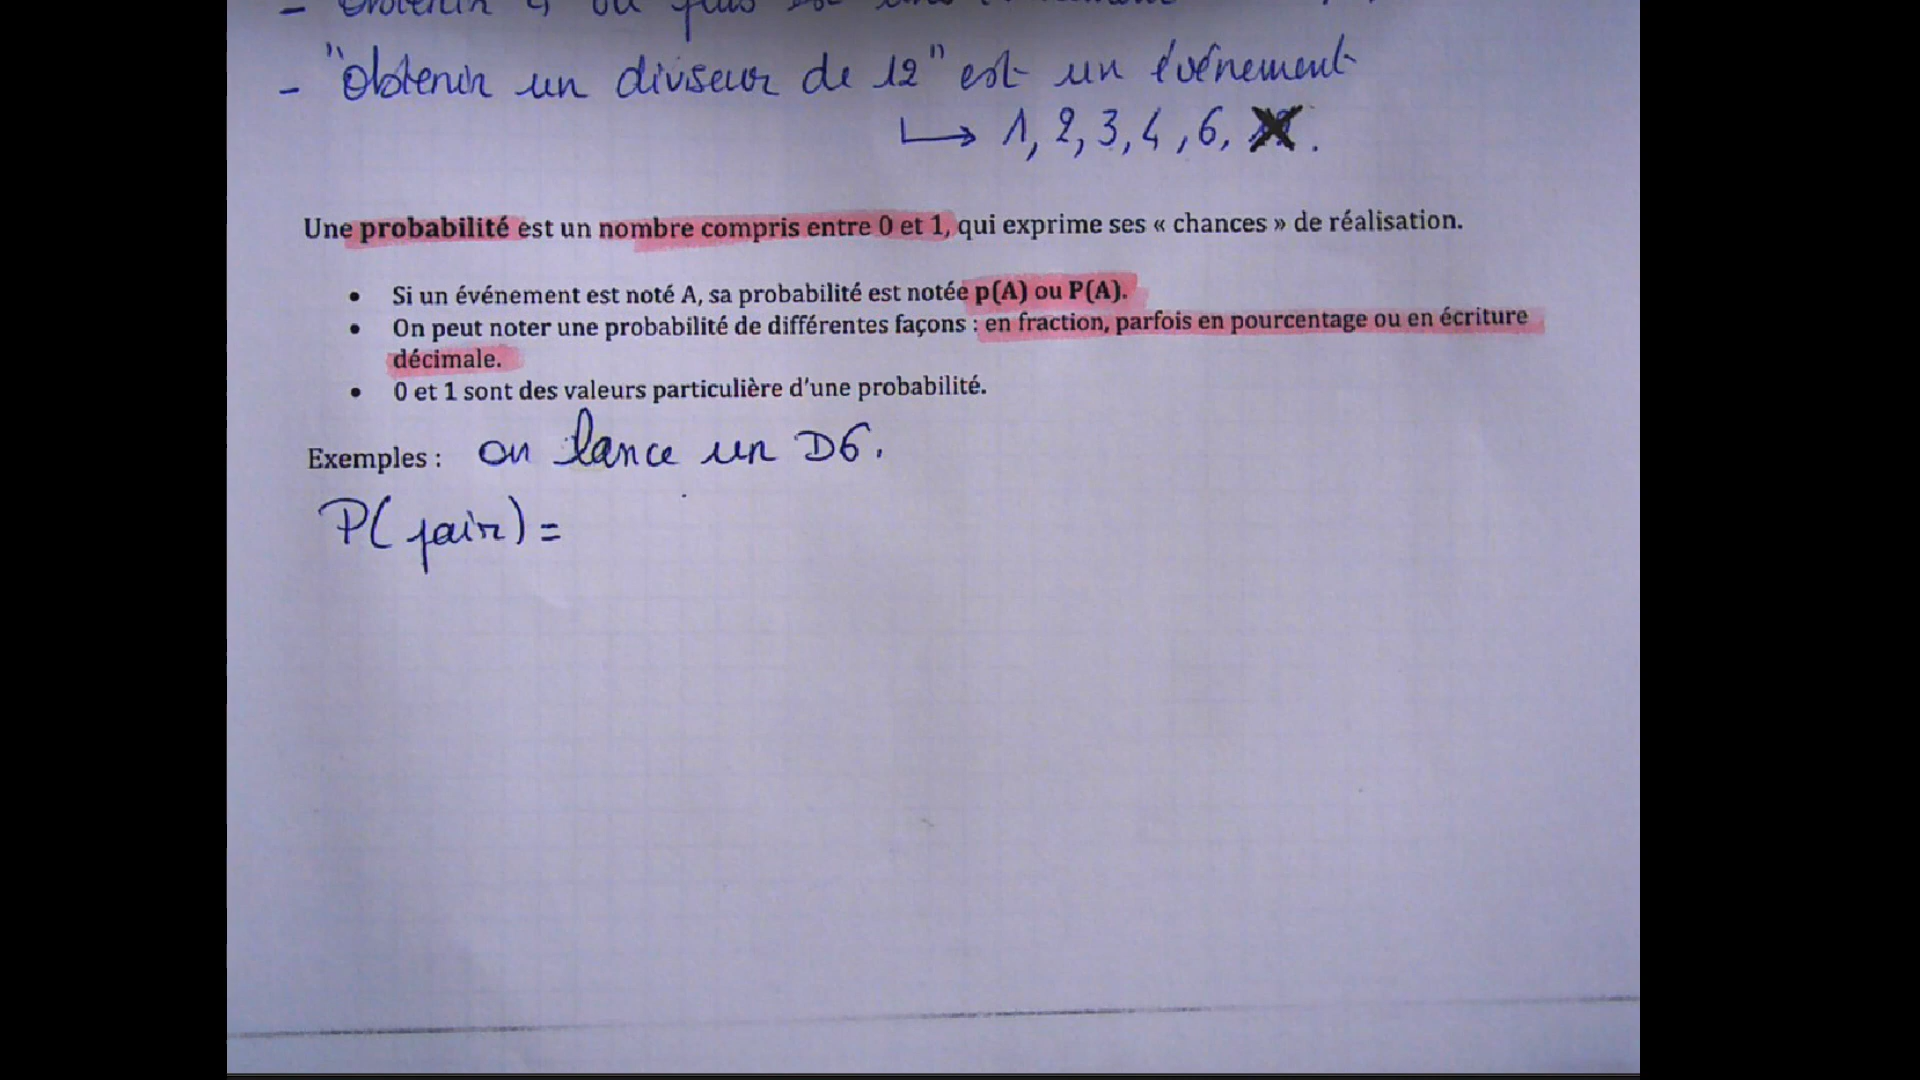 - "Obtenir un diviseur de 12" est un événement
↳ 1, 2, 3, 4, 6, .
Une probabilité est un nombre compris entre 0 et 1, qui exprime ses « chances » de réalisation.
• Si un événement est noté A, sa probabilité est notée p(A) ou P(A).
• On peut noter une probabilité de différentes façons : en fraction, parfois en pourcentage ou en écriture
décimale.
• 0 et 1 sont des valeurs particulière d'une probabilité.
Exemples : on lance un D6.
P(pair) =